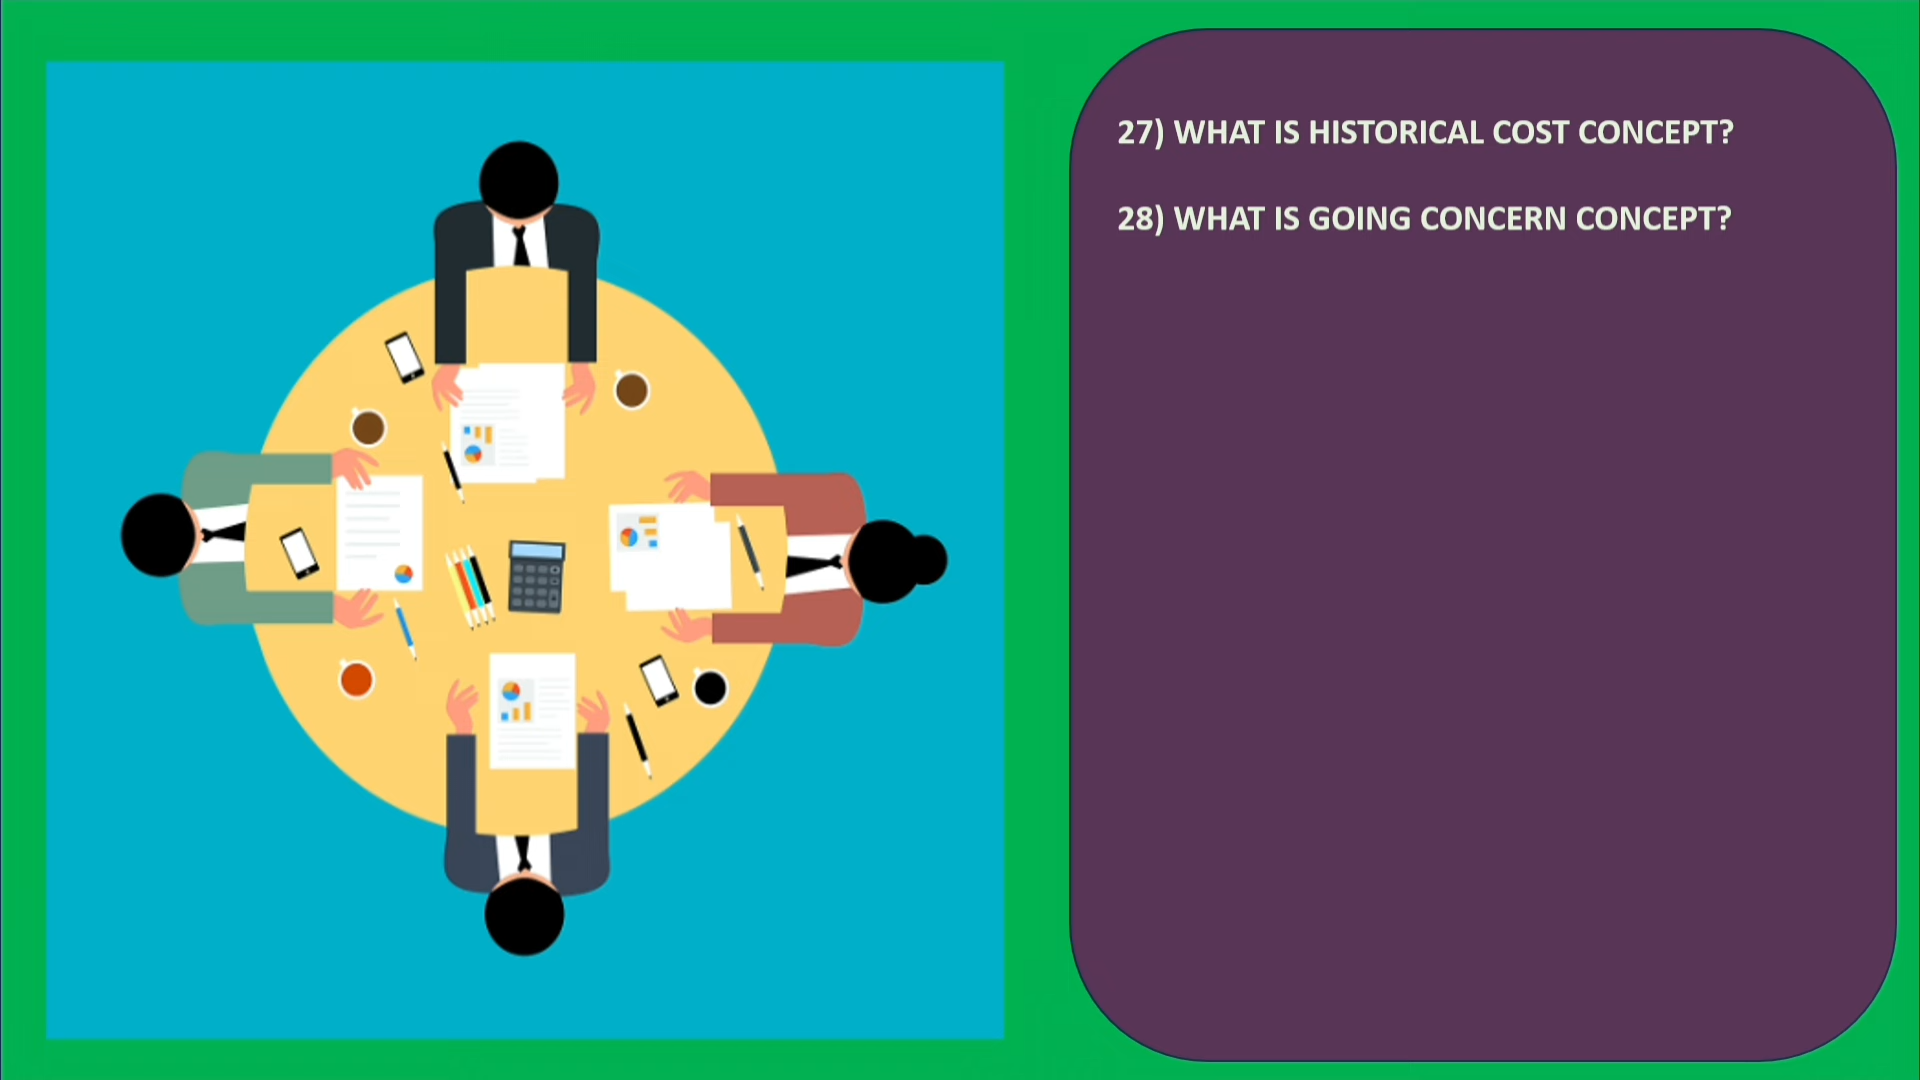 27) WHAT IS HISTORICAL COST CONCEPT?
28) WHAT IS GOING CONCERN CONCEPT?